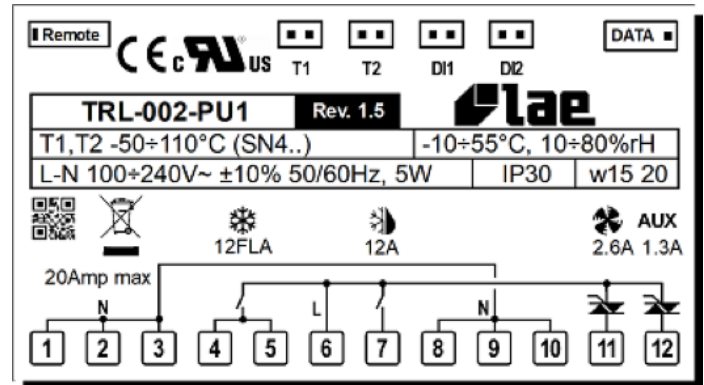 Remote
CE c RU US
T1 T2 DI1 DI2
DATA
TRL-002-PU1 Rev. 1.5 lae
T1,T2 -50÷110°C (SN4..) -10÷55°C, 10÷80%rH
L-N 100÷240V~ ±10% 50/60Hz, 5W IP30 w15 20
AUX
12FLA 12A 2.6A 1.3A
20Amp max
N L N
1 2 3 4 5 6 7 8 9 10 11 12